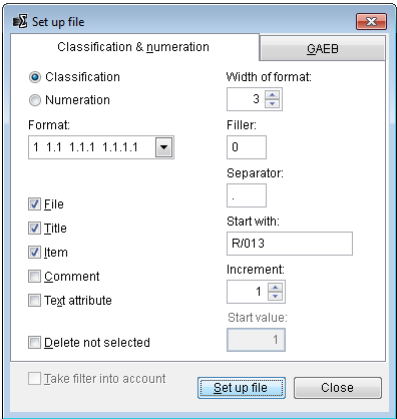 Set up file
Classification & numeration
GAEB
Classification
Numeration
Format:
1 1.1 1.1.1 1.1.1.1
File
Title
Item
Comment
Text attribute
Delete not selected
Width of format:
3
Filler:
0
Separator:
.
Start with:
R/013
Increment:
1
Start value:
1
Take filter into account
Set up file
Close